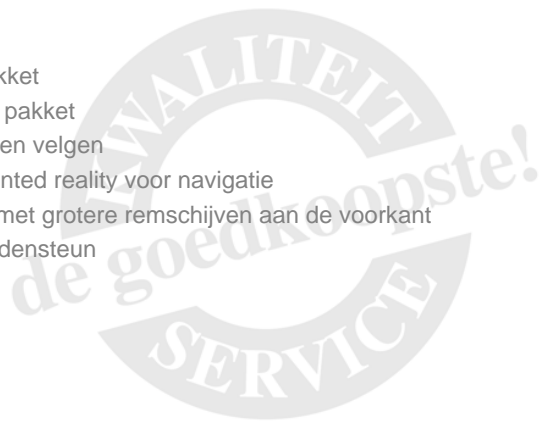 kket
pakket
en velgen
nted reality voor navigatie
met grotere remschijven aan de voorkant
densteun
KWALITEIT
de goedkoopste!
SERVICE